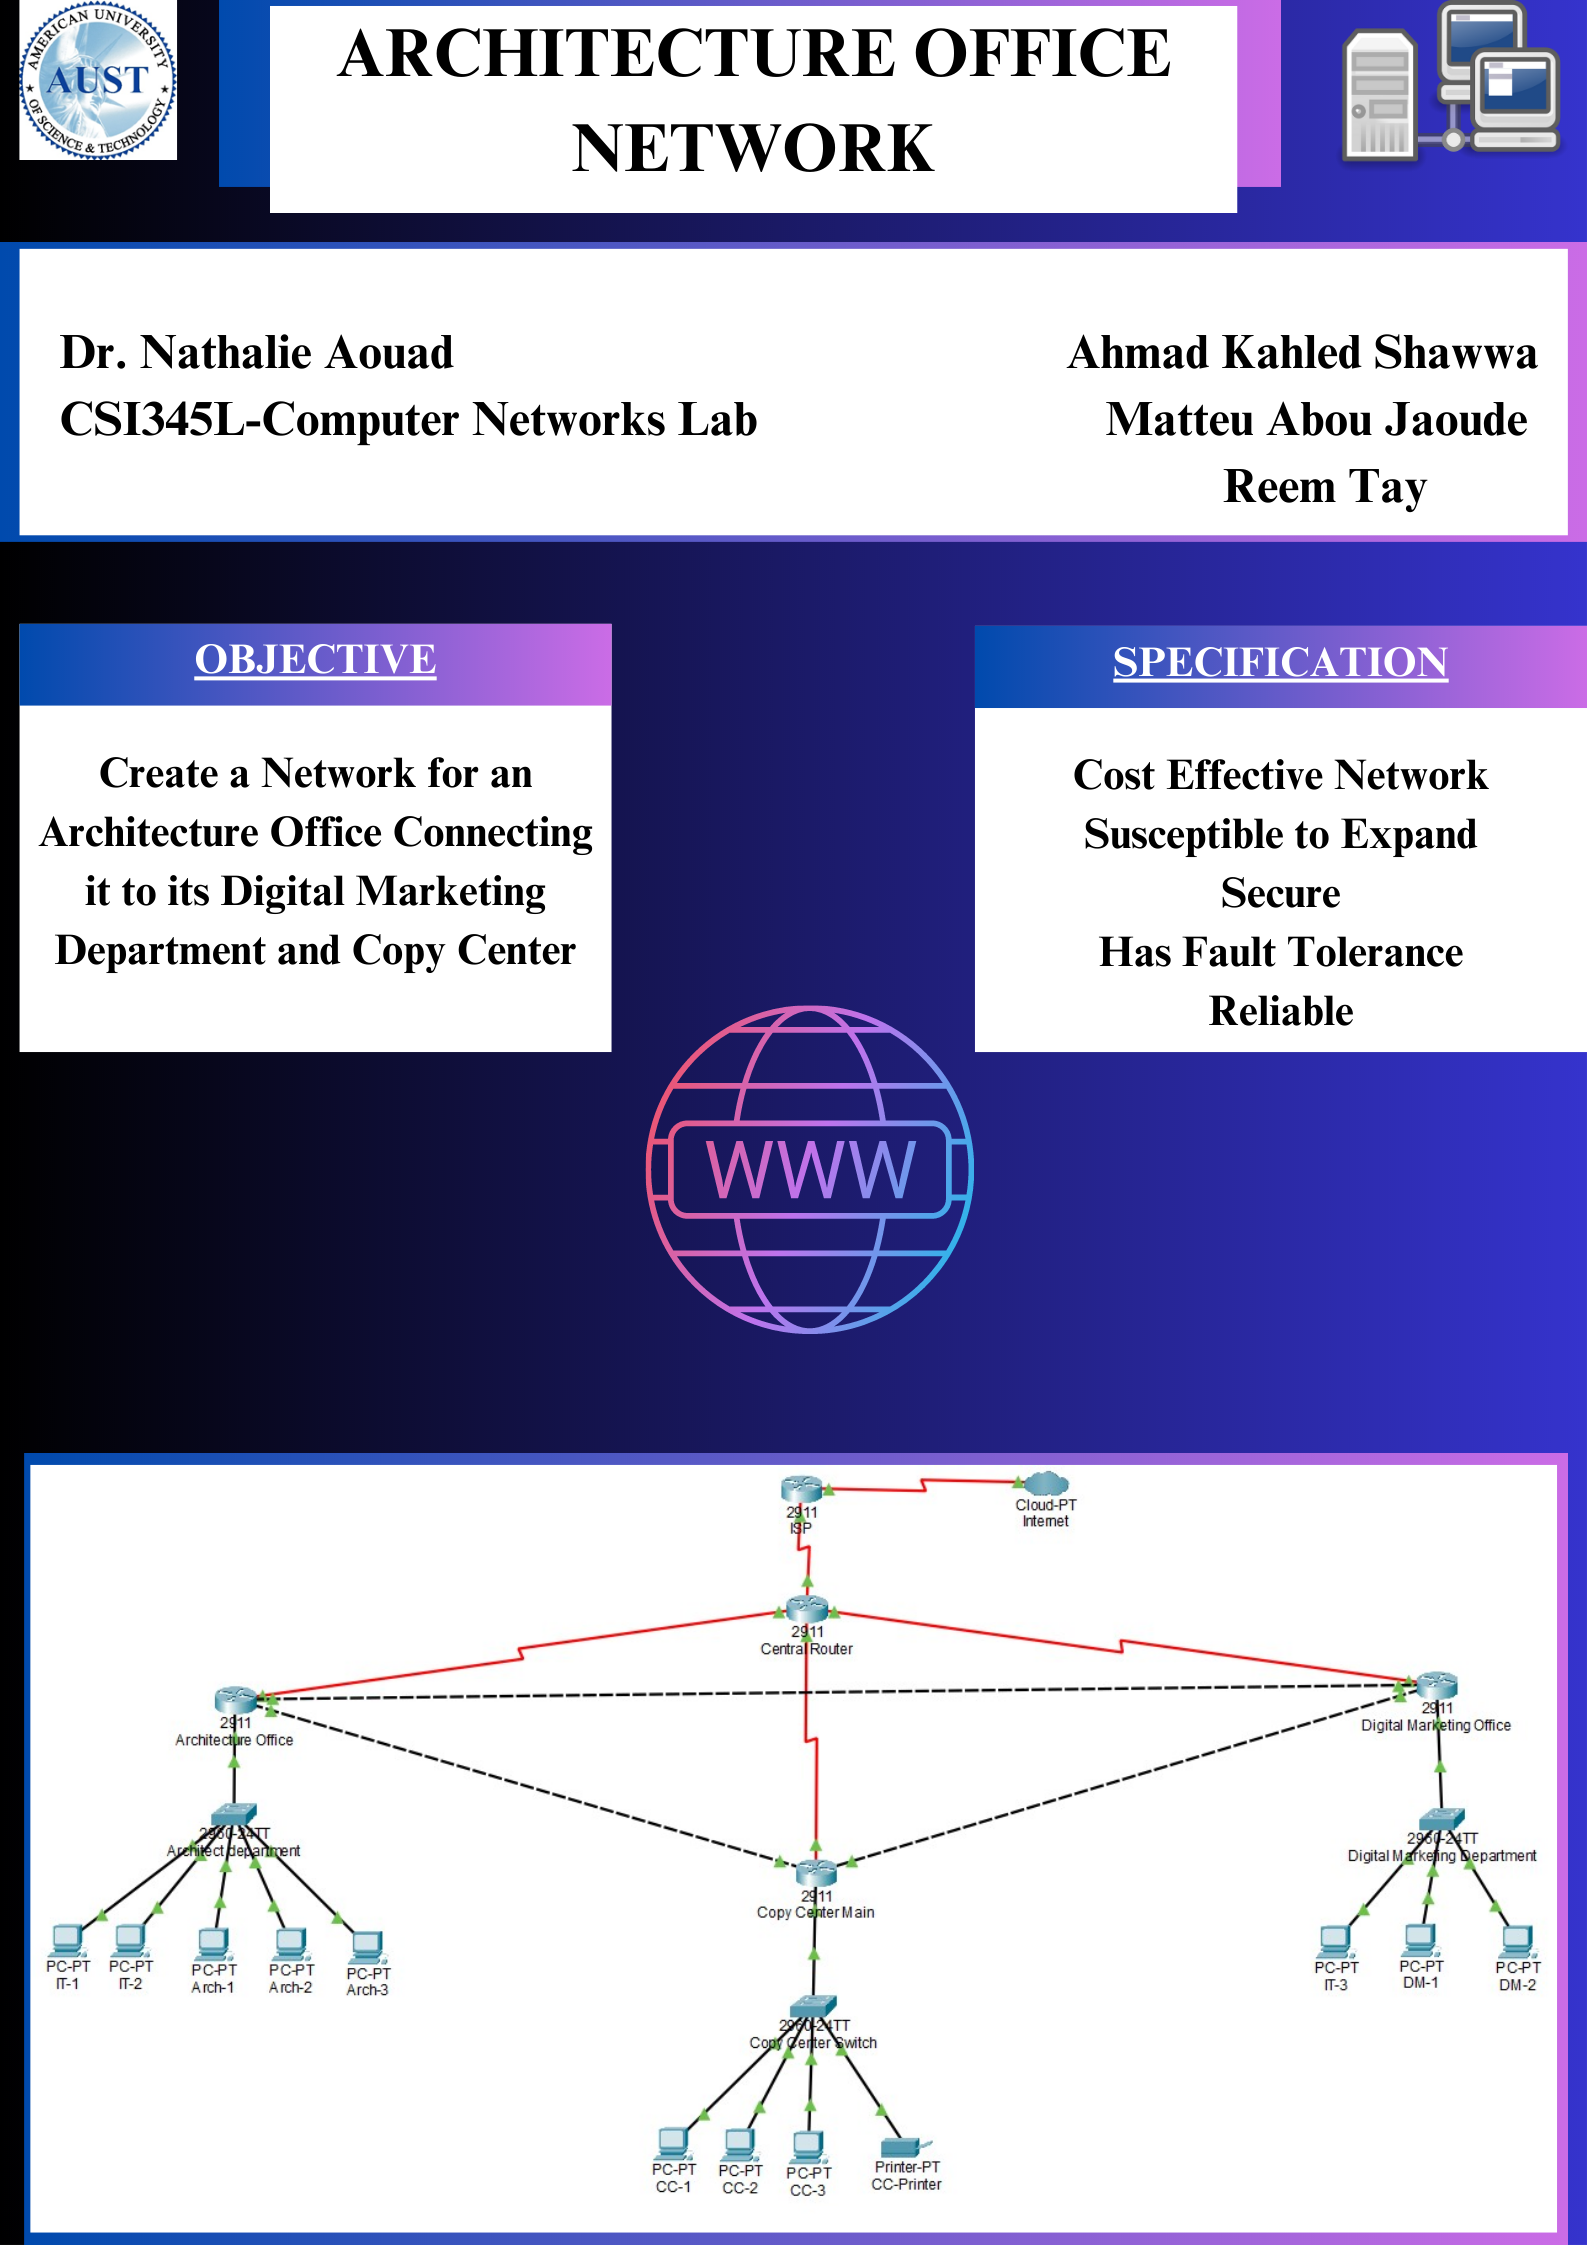 AMERICAN UNIVERSITY
AUST
OF SCIENCE & TECHNOLOGY
ARCHITECTURE OFFICE
NETWORK
Dr. Nathalie Aouad
CSI345L-Computer Networks Lab
Ahmad Kahled Shawwa
Matteu Abou Jaoude
Reem Tay
OBJECTIVE
Create a Network for an
Architecture Office Connecting
it to its Digital Marketing
Department and Copy Center
SPECIFICATION
Cost Effective Network
Susceptible to Expand
Secure
Has Fault Tolerance
Reliable
WWW
2911
ISP
Cloud-PT
Internet
2911
Central Router
2911
Architecture Office
2911
Digital Marketing Office
2960-24TT
Architect department
2960-24TT
Digital Marketing Department
2911
Copy Center Main
PC-PT
IT-1
PC-PT
IT-2
PC-PT
Arch-1
PC-PT
Arch-2
PC-PT
Arch-3
PC-PT
IT-3
PC-PT
DM-1
PC-PT
DM-2
2960-24TT
Copy Center Switch
PC-PT
CC-1
PC-PT
CC-2
PC-PT
CC-3
Printer-PT
CC-Printer